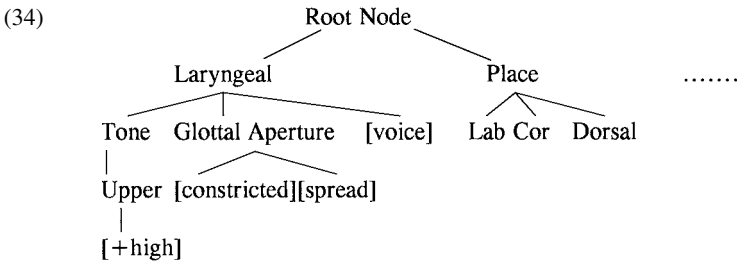 (34) Root Node
Laryngeal Place .......
Tone Glottal Aperture [voice] Lab Cor Dorsal
Upper [constricted][spread]
[+high]